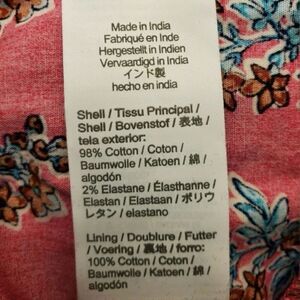 Made in India
Fabriqué en Inde
Hergestellt in Indien
Vervaardigd in India
インド製
hecho en india
Shell / Tissu Principal /
Shell / Bovenstof / 表地 /
tela exterior:
98% Cotton / Coton /
Baumwolle / Katoen / 綿 /
algodón
2% Elastane / Élasthanne /
Elastan / Elastaan / ポリウ
レタン / elastano
Lining / Doublure / Futter
/ Voering / 裏地 / forro:
100% Cotton / Coton /
Baumwolle / Katoen / 綿 /
algodón